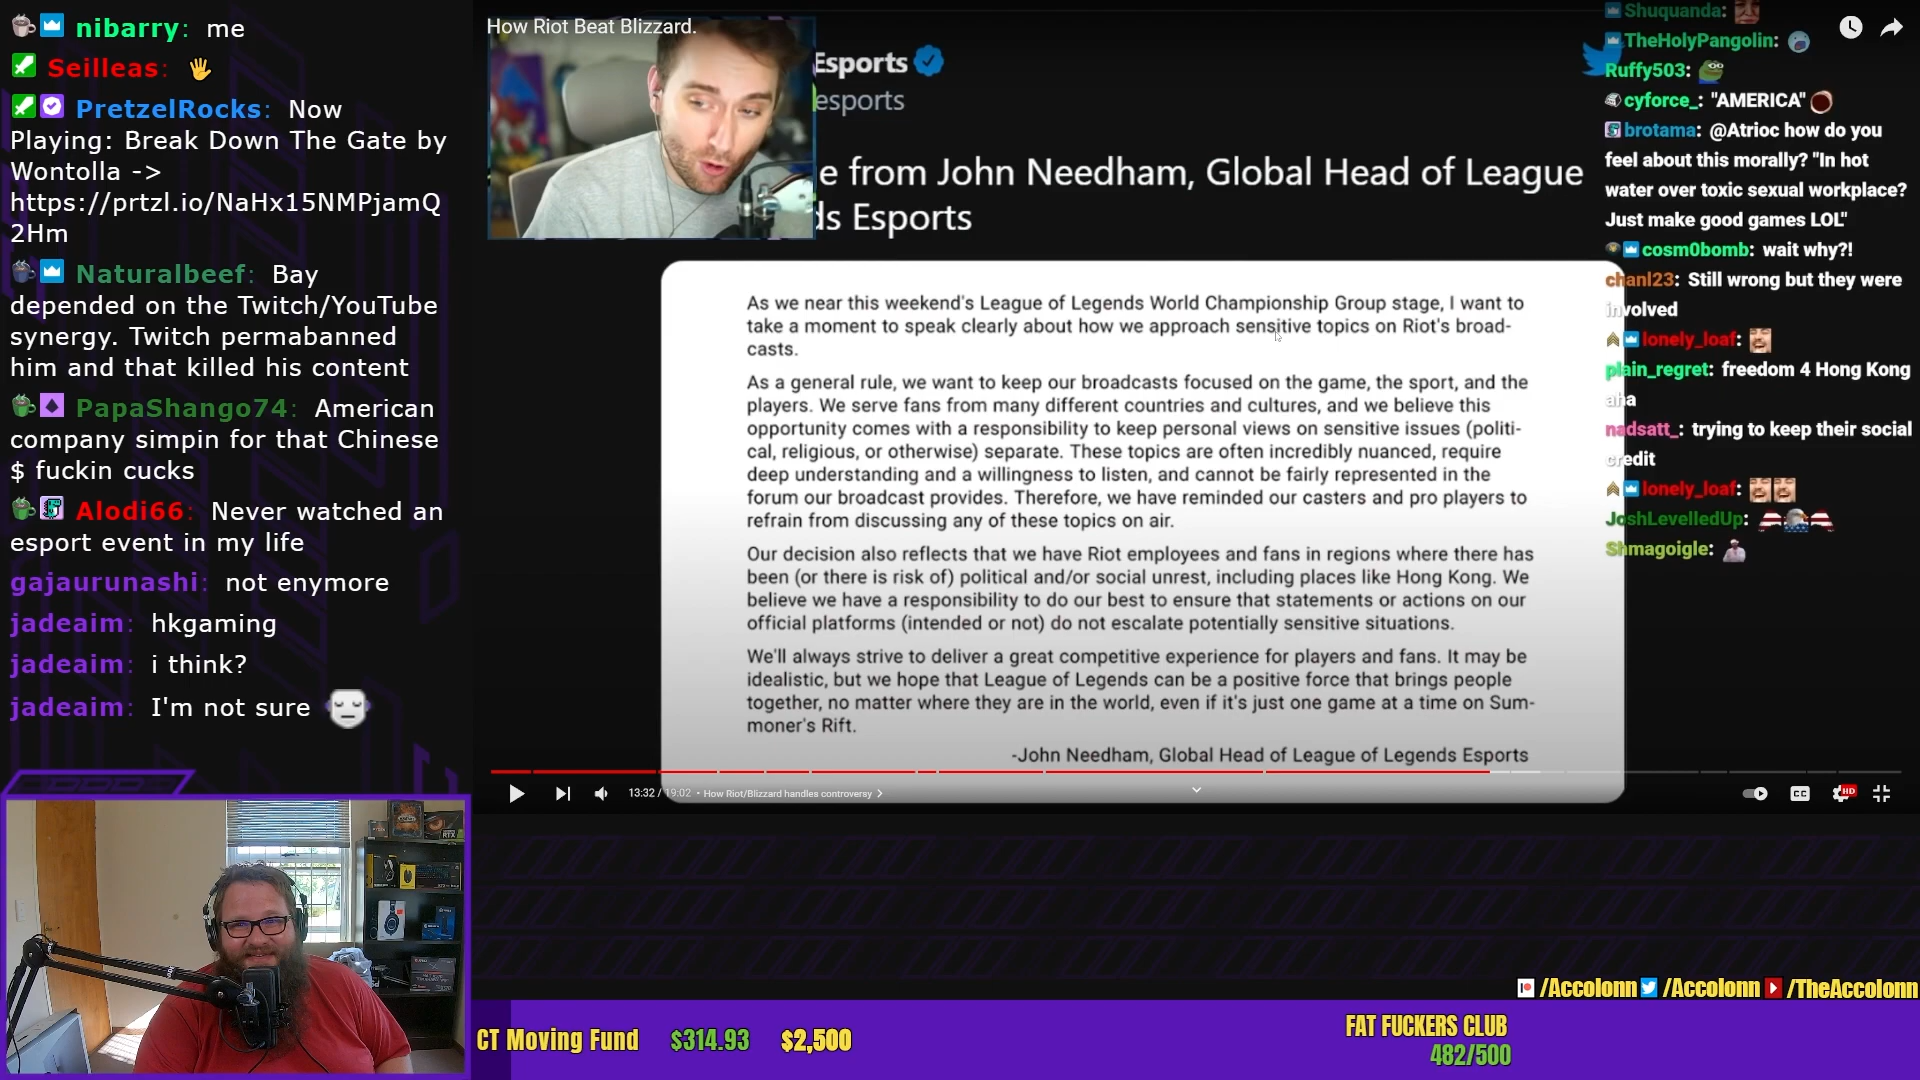 nibarry: me
Seilleas:
PretzelRocks: Now
Playing: Break Down The Gate by
Wontolla ->
https://prtzl.io/NaHx15NMPjamQ
2Hm
Naturalbeef: Bay
depended on the Twitch/YouTube
synergy. Twitch permabanned
him and that killed his content
PapaShango74: American
company simpin for that Chinese
$ fuckin cucks
Alodi66: Never watched an
esport event in my life
gajaurunashi: not enymore
jadeaim: hkgaming
jadeaim: i think?
jadeaim: I'm not sure
How Riot Beat Blizzard.
Esports
esports
e from John Needham, Global Head of League
ds Esports
As we near this weekend's League of Legends World Championship Group stage, I want to
take a moment to speak clearly about how we approach sensitive topics on Riot's broad-
casts.
As a general rule, we want to keep our broadcasts focused on the game, the sport, and the
players. We serve fans from many different countries and cultures, and we believe this
opportunity comes with a responsibility to keep personal views on sensitive issues (politi-
cal, religious, or otherwise) separate. These topics are often incredibly nuanced, require
deep understanding and a willingness to listen, and cannot be fairly represented in the
forum our broadcast provides. Therefore, we have reminded our casters and pro players to
refrain from discussing any of these topics on air.
Our decision also reflects that we have Riot employees and fans in regions where there has
been (or there is risk of) political and/or social unrest, including places like Hong Kong. We
believe we have a responsibility to do our best to ensure that statements or actions on our
official platforms (intended or not) do not escalate potentially sensitive situations.
We'll always strive to deliver a great competitive experience for players and fans. It may be
idealistic, but we hope that League of Legends can be a positive force that brings people
together, no matter where they are in the world, even if it's just one game at a time on Sum-
moner's Rift.
-John Needham, Global Head of League of Legends Esports
13:32 / 19:02 • How Riot/Blizzard handles controversy
CC
HD
Shuquanda:
TheHolyPangolin:
Ruffy503:
cyforce_: "AMERICA"
brotama: @Atrioc how do you
feel about this morally? "In hot
water over toxic sexual workplace?
Just make good games LOL"
cosm0bomb: wait why?!
chanl23: Still wrong but they were
involved
lonely_loaf:
plain_regret: freedom 4 Hong Kong
aha
nadsatt_: trying to keep their social
credit
lonely_loaf:
JoshLevelledUp:
Shmagoigle:
/Accolonn /Accolonn /TheAccolonn
CT Moving Fund $314.93 $2,500
FAT FUCKERS CLUB
482/500